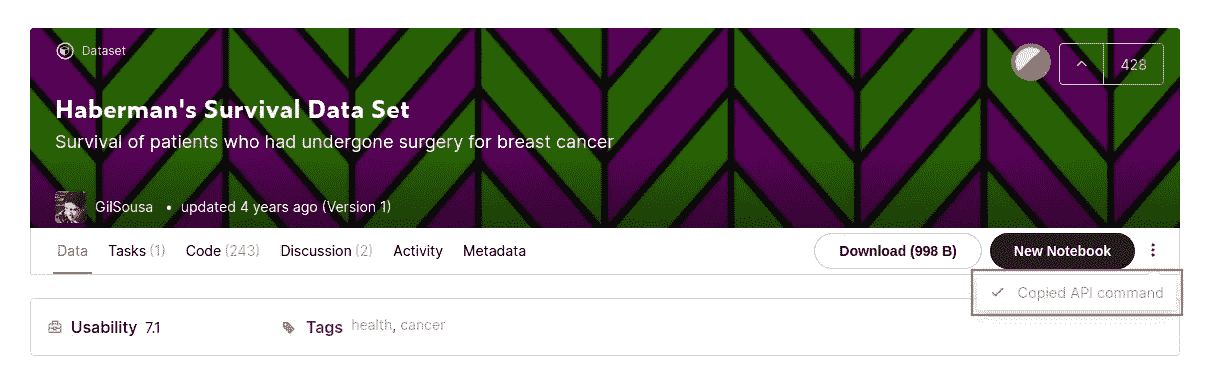 Dataset
428
Haberman's Survival Data Set
Survival of patients who had undergone surgery for breast cancer
GilSousa • updated 4 years ago (Version 1)
Data Tasks (1) Code (243) Discussion (2) Activity Metadata Download (998 B) New Notebook
Copied API command
Usability 7.1 Tags health, cancer